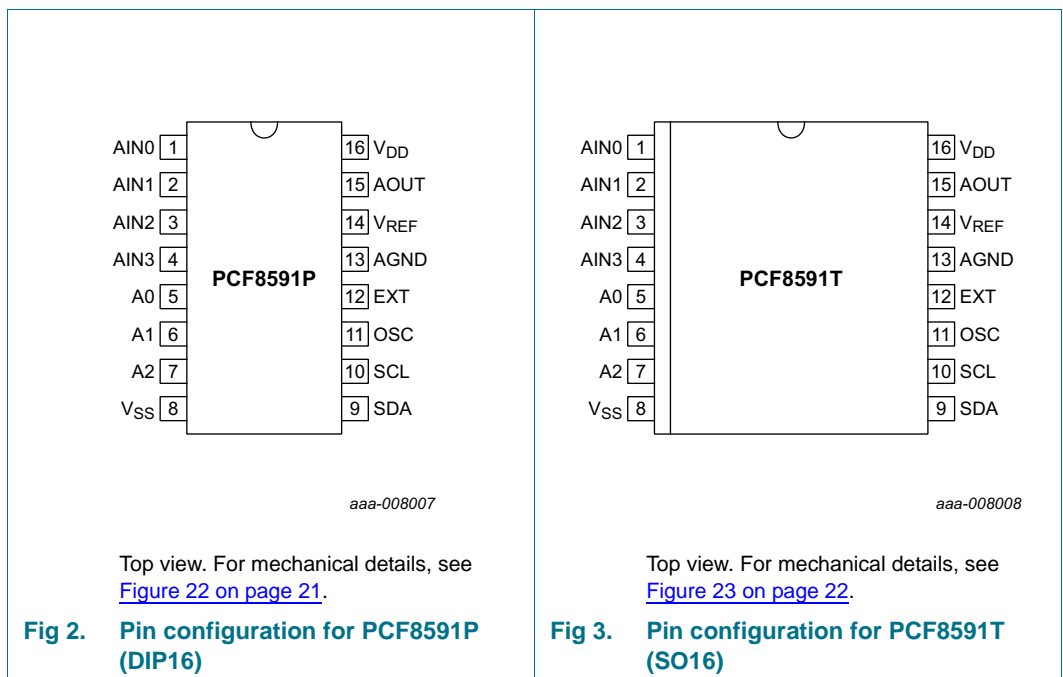 AIN0 1
AIN1 2
AIN2 3
AIN3 4
A0 5
A1 6
A2 7
VSS 8
PCF8591P
16 VDD
15 AOUT
14 VREF
13 AGND
12 EXT
11 OSC
10 SCL
9 SDA
aaa-008007
Top view. For mechanical details, see
Figure 22 on page 21.
Fig 2. Pin configuration for PCF8591P
(DIP16)
AIN0 1
AIN1 2
AIN2 3
AIN3 4
A0 5
A1 6
A2 7
VSS 8
PCF8591T
16 VDD
15 AOUT
14 VREF
13 AGND
12 EXT
11 OSC
10 SCL
9 SDA
aaa-008008
Top view. For mechanical details, see
Figure 23 on page 22.
Fig 3. Pin configuration for PCF8591T
(SO16)